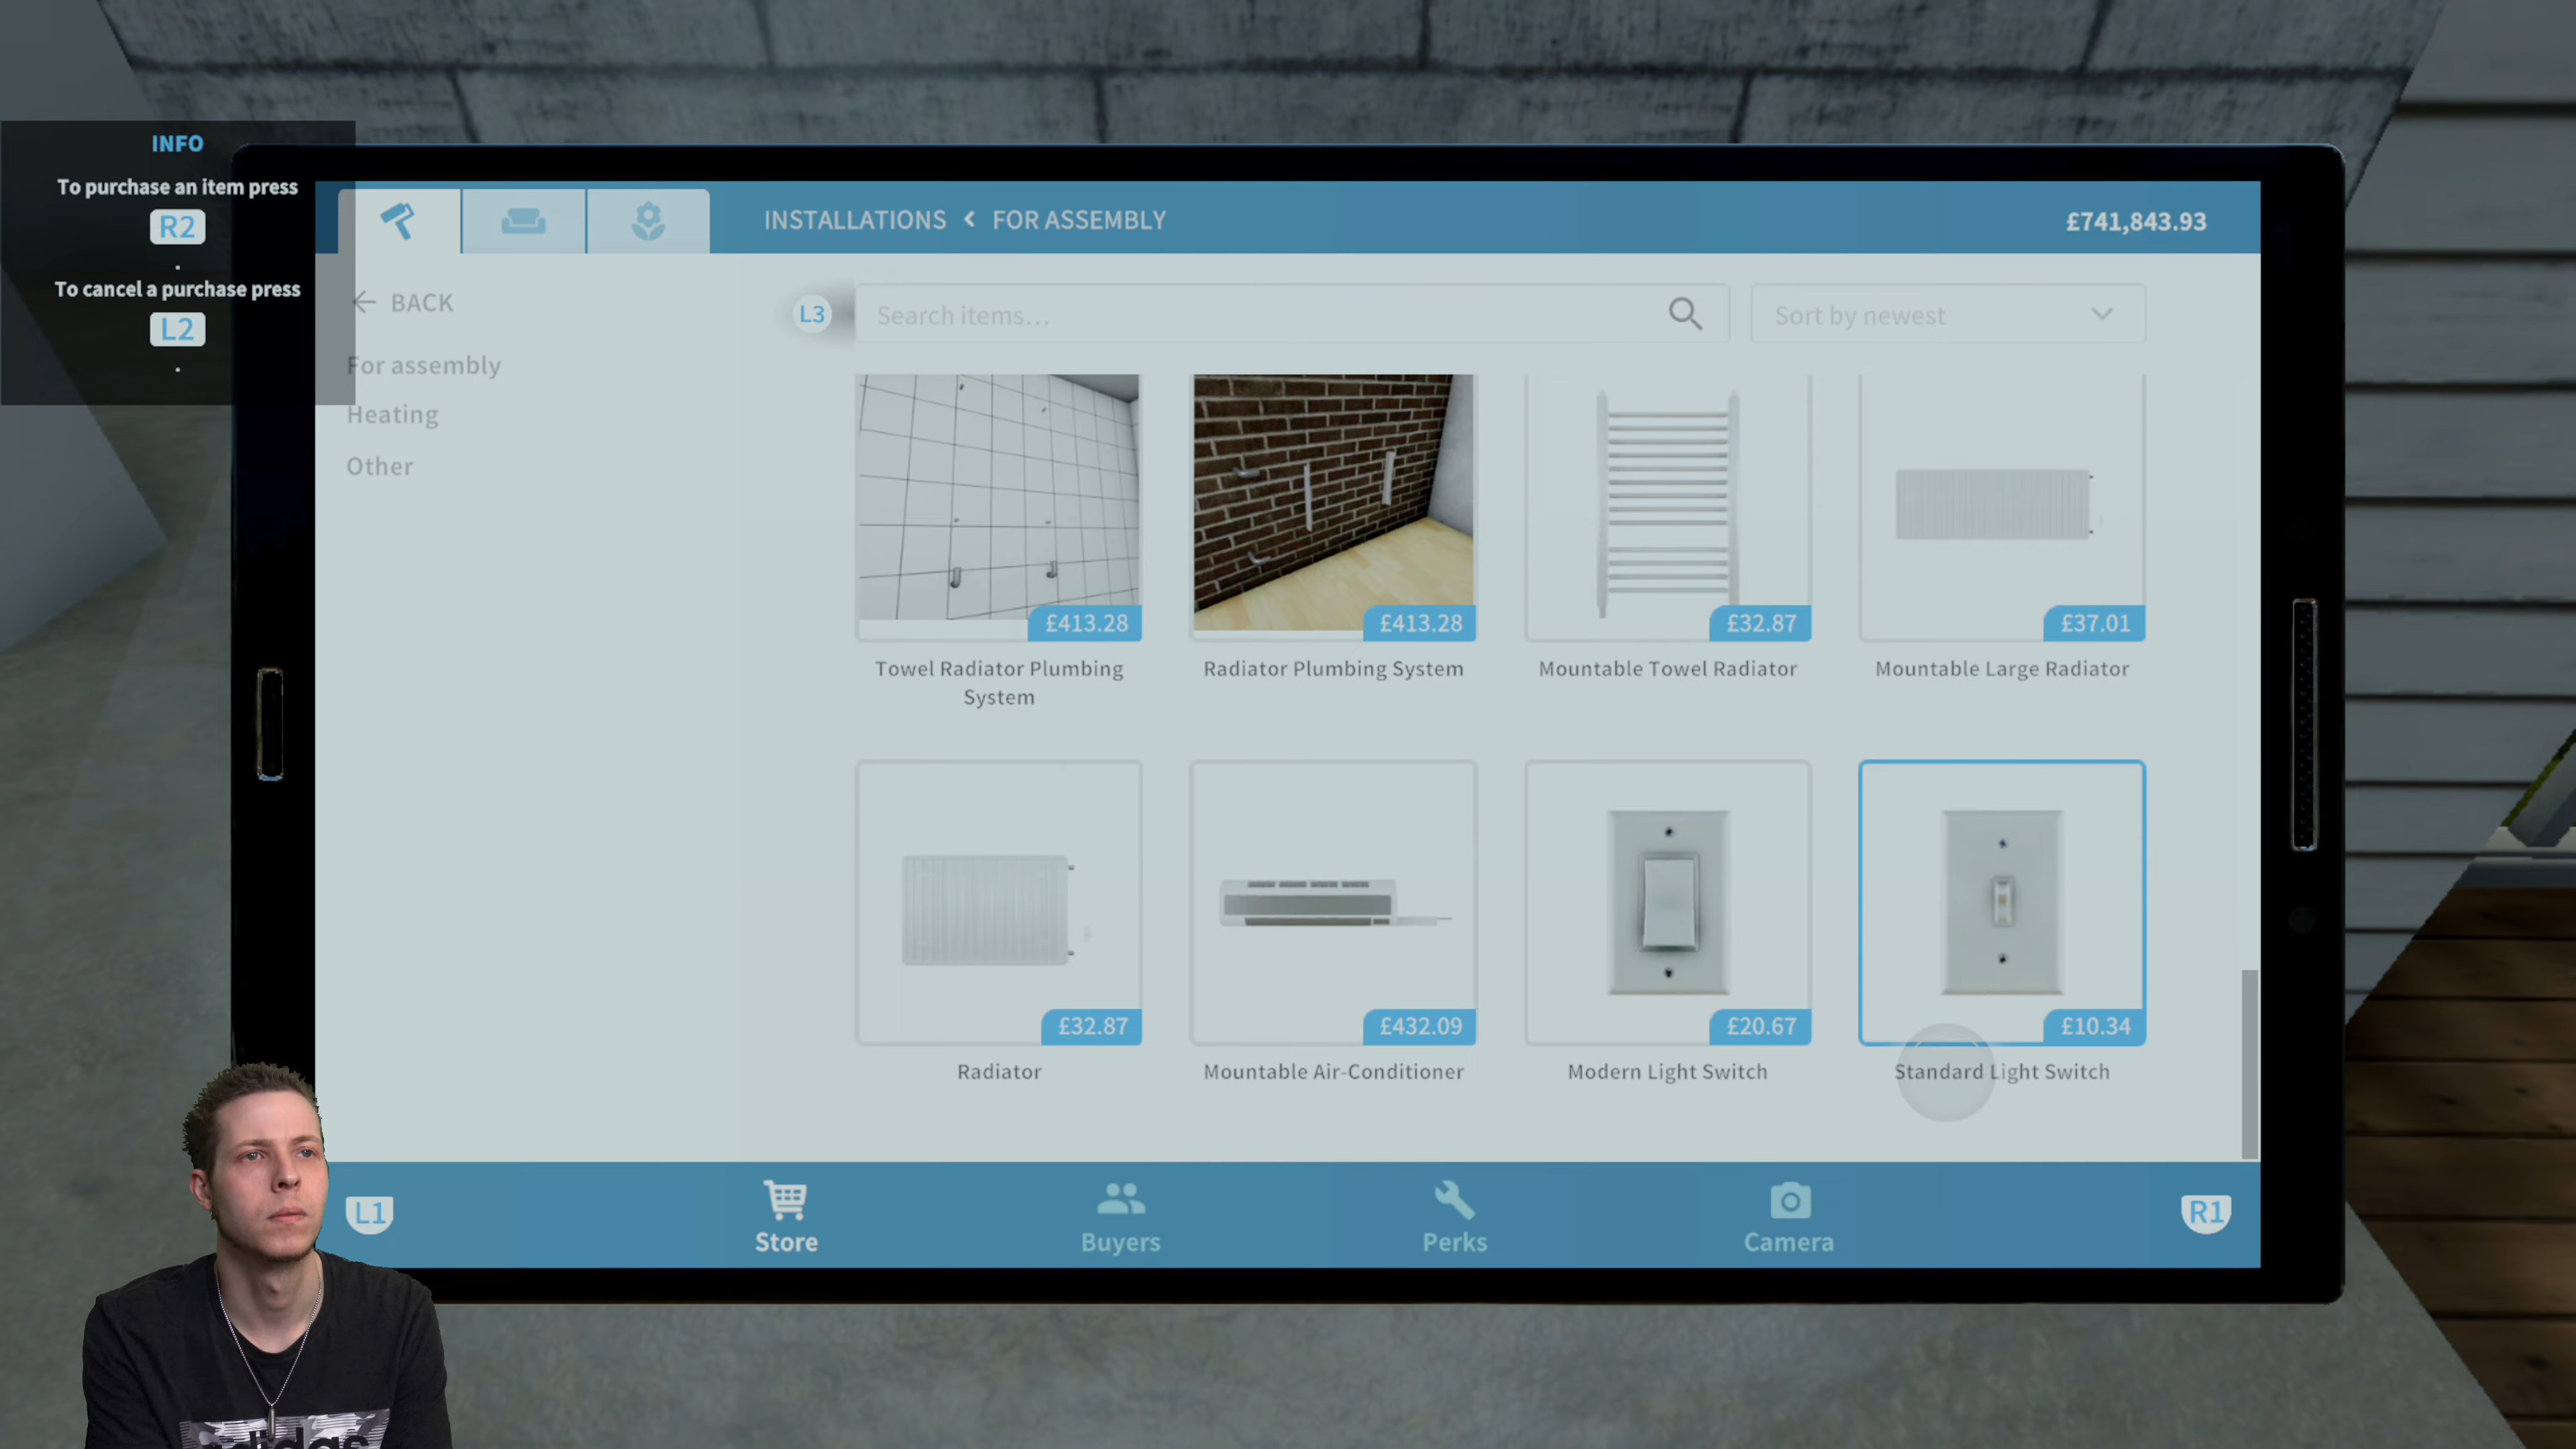 INFO
To purchase an item press
R2
.
To cancel a purchase press
L2
.
INSTALLATIONS < FOR ASSEMBLY
£741,843.93
← BACK
For assembly
Heating
Other
L3
Search items...
Sort by newest
£413.28
£413.28
£32.87
£37.01
Towel Radiator Plumbing
System
Radiator Plumbing System
Mountable Towel Radiator
Mountable Large Radiator
£32.87
£432.09
£20.67
£10.34
Radiator
Mountable Air-Conditioner
Modern Light Switch
Standard Light Switch
L1
Store
Buyers
Perks
Camera
R1
adidas